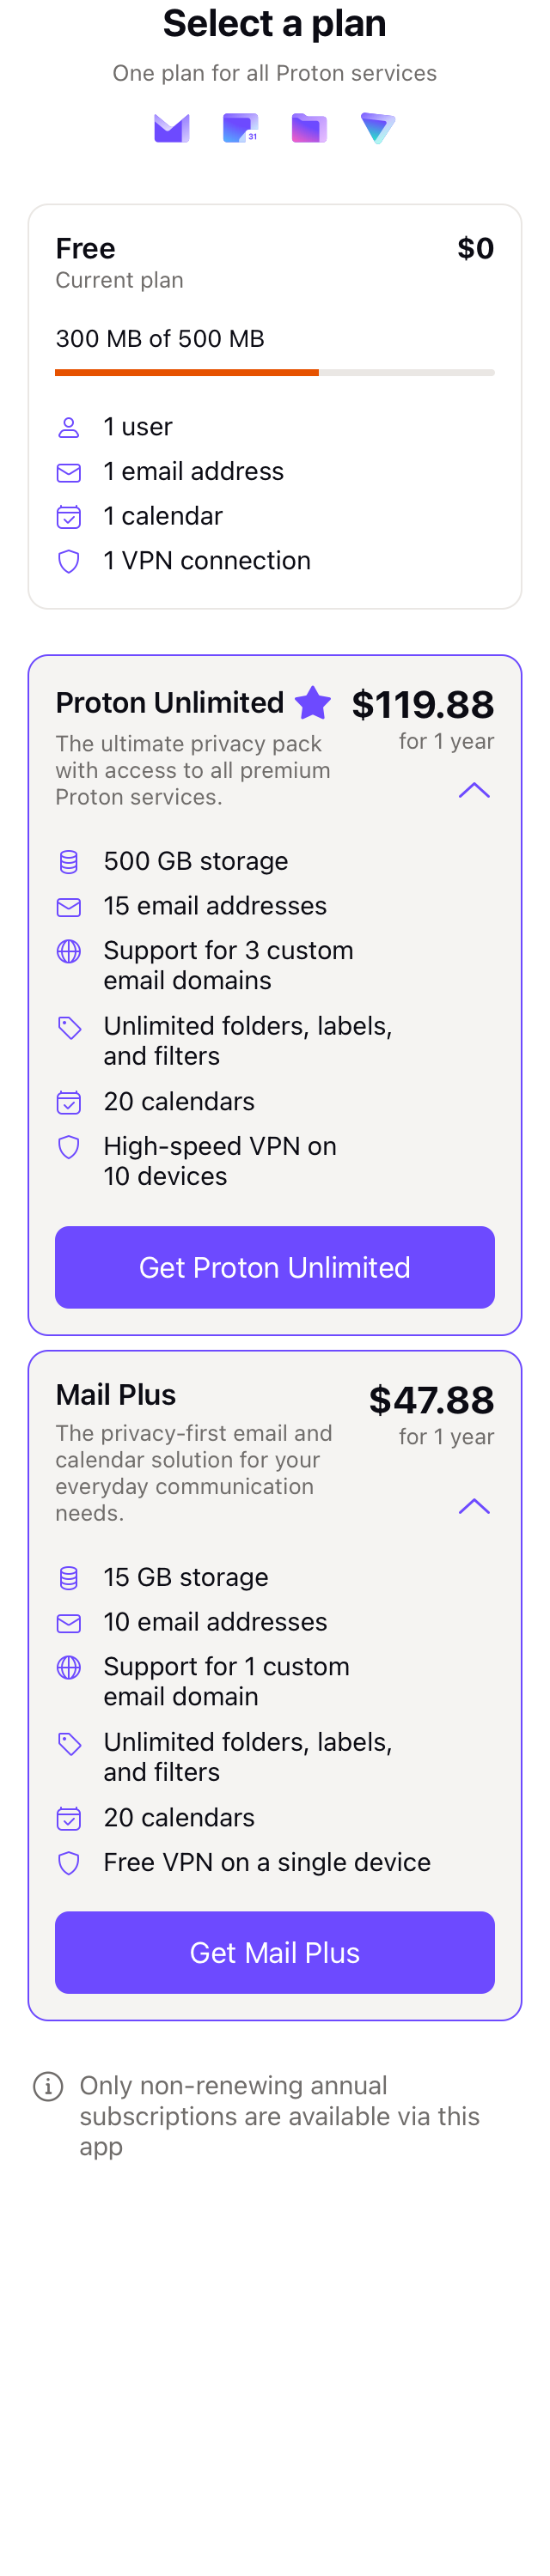 Select a plan
One plan for all Proton services
31
Free
$0
Current plan
300 MB of 500 MB
1 user
1 email address
1 calendar
1 VPN connection
Proton Unlimited
$119.88
for 1 year
The ultimate privacy pack
with access to all premium
Proton services.
500 GB storage
15 email addresses
Support for 3 custom
email domains
Unlimited folders, labels,
and filters
20 calendars
High-speed VPN on
10 devices
Get Proton Unlimited
Mail Plus
$47.88
for 1 year
The privacy-first email and
calendar solution for your
everyday communication
needs.
15 GB storage
10 email addresses
Support for 1 custom
email domain
Unlimited folders, labels,
and filters
20 calendars
Free VPN on a single device
Get Mail Plus
Only non-renewing annual
subscriptions are available via this
app